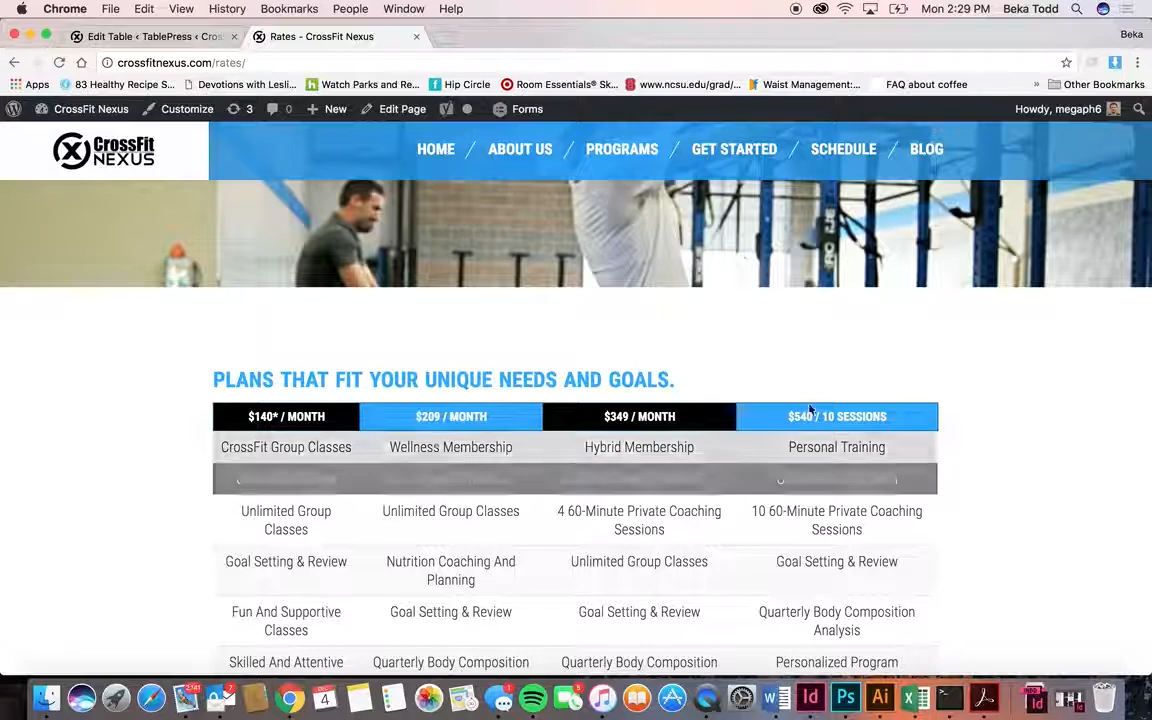 Chrome File Edit View History Bookmarks People Window Help Mon 2:29 PM Beka Todd
Edit Table ‹ TablePress ‹ Cros Rates - CrossFit Nexus Beka
crossfitnexus.com/rates/
Apps 83 Healthy Recipe S... Devotions with Lesli... Watch Parks and Re... Hip Circle Room Essentials® Sk... www.ncsu.edu/grad/... Waist Management:... FAQ about coffee » Other Bookmarks
CrossFit Nexus Customize 3 0 New Edit Page Forms Howdy, megaph6
CrossFit
NEXUS
HOME ABOUT US PROGRAMS GET STARTED SCHEDULE BLOG
PLANS THAT FIT YOUR UNIQUE NEEDS AND GOALS.
$140* / MONTH $209 / MONTH $349 / MONTH $540 / 10 SESSIONS
CrossFit Group Classes Wellness Membership Hybrid Membership Personal Training
Unlimited Group Unlimited Group Classes 4 60-Minute Private Coaching 10 60-Minute Private Coaching
Classes Sessions Sessions
Goal Setting & Review Nutrition Coaching And Unlimited Group Classes Goal Setting & Review
Planning
Fun And Supportive Goal Setting & Review Goal Setting & Review Quarterly Body Composition
Classes Analysis
Skilled And Attentive Quarterly Body Composition Quarterly Body Composition Personalized Program